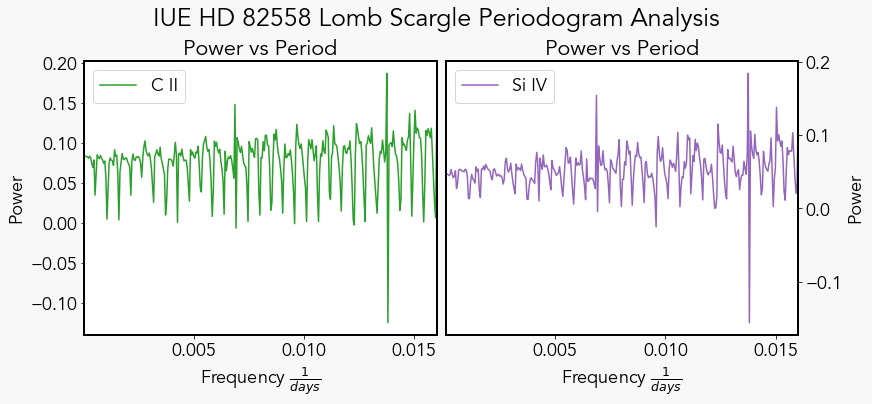 IUE HD 82558 Lomb Scargle Periodogram Analysis
Power vs Period
Power vs Period
C II
Si IV
0.20
0.15
0.10
0.05
0.00
−0.05
−0.10
Power
0.2
0.1
0.0
−0.1
Power
0.005
0.010
0.015
0.005
0.010
0.015
Frequency 1/days
Frequency 1/days